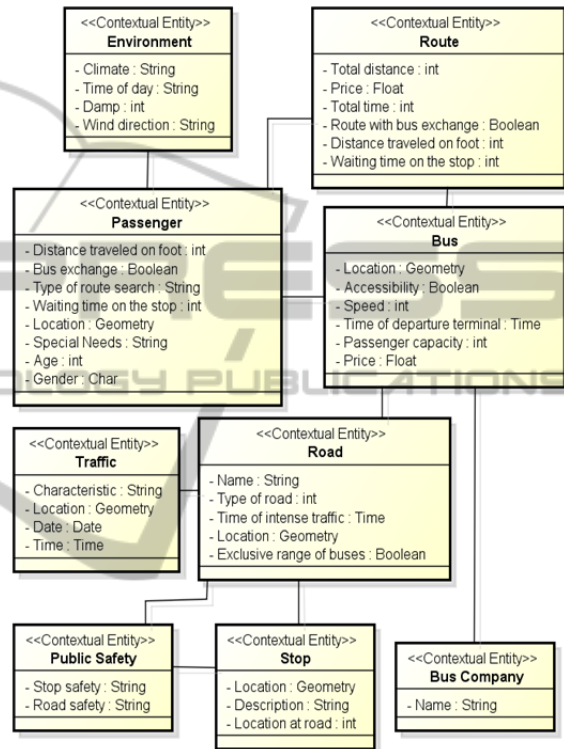 <<Contextual Entity>>
Environment
- Climate : String
- Time of day : String
- Damp : int
- Wind direction : String
<<Contextual Entity>>
Route
- Total distance : int
- Price : Float
- Total time : int
- Route with bus exchange : Boolean
- Distance traveled on foot : int
- Waiting time on the stop : int
<<Contextual Entity>>
Passenger
- Distance traveled on foot : int
- Bus exchange : Boolean
- Type of route search : String
- Waiting time on the stop : int
- Location : Geometry
- Special Needs : String
- Age : int
- Gender : Char
<<Contextual Entity>>
Bus
- Location : Geometry
- Accessibility : Boolean
- Speed : int
- Time of departure terminal : Time
- Passenger capacity : int
- Price : Float
<<Contextual Entity>>
Traffic
- Characteristic : String
- Location : Geometry
- Date : Date
- Time : Time
<<Contextual Entity>>
Road
- Name : String
- Type of road : int
- Time of intense traffic : Time
- Location : Geometry
- Exclusive range of buses : Boolean
<<Contextual Entity>>
Public Safety
- Stop safety : String
- Road safety : String
<<Contextual Entity>>
Stop
- Location : Geometry
- Description : String
- Location at road : int
<<Contextual Entity>>
Bus Company
- Name : String
PUBLICATIONS